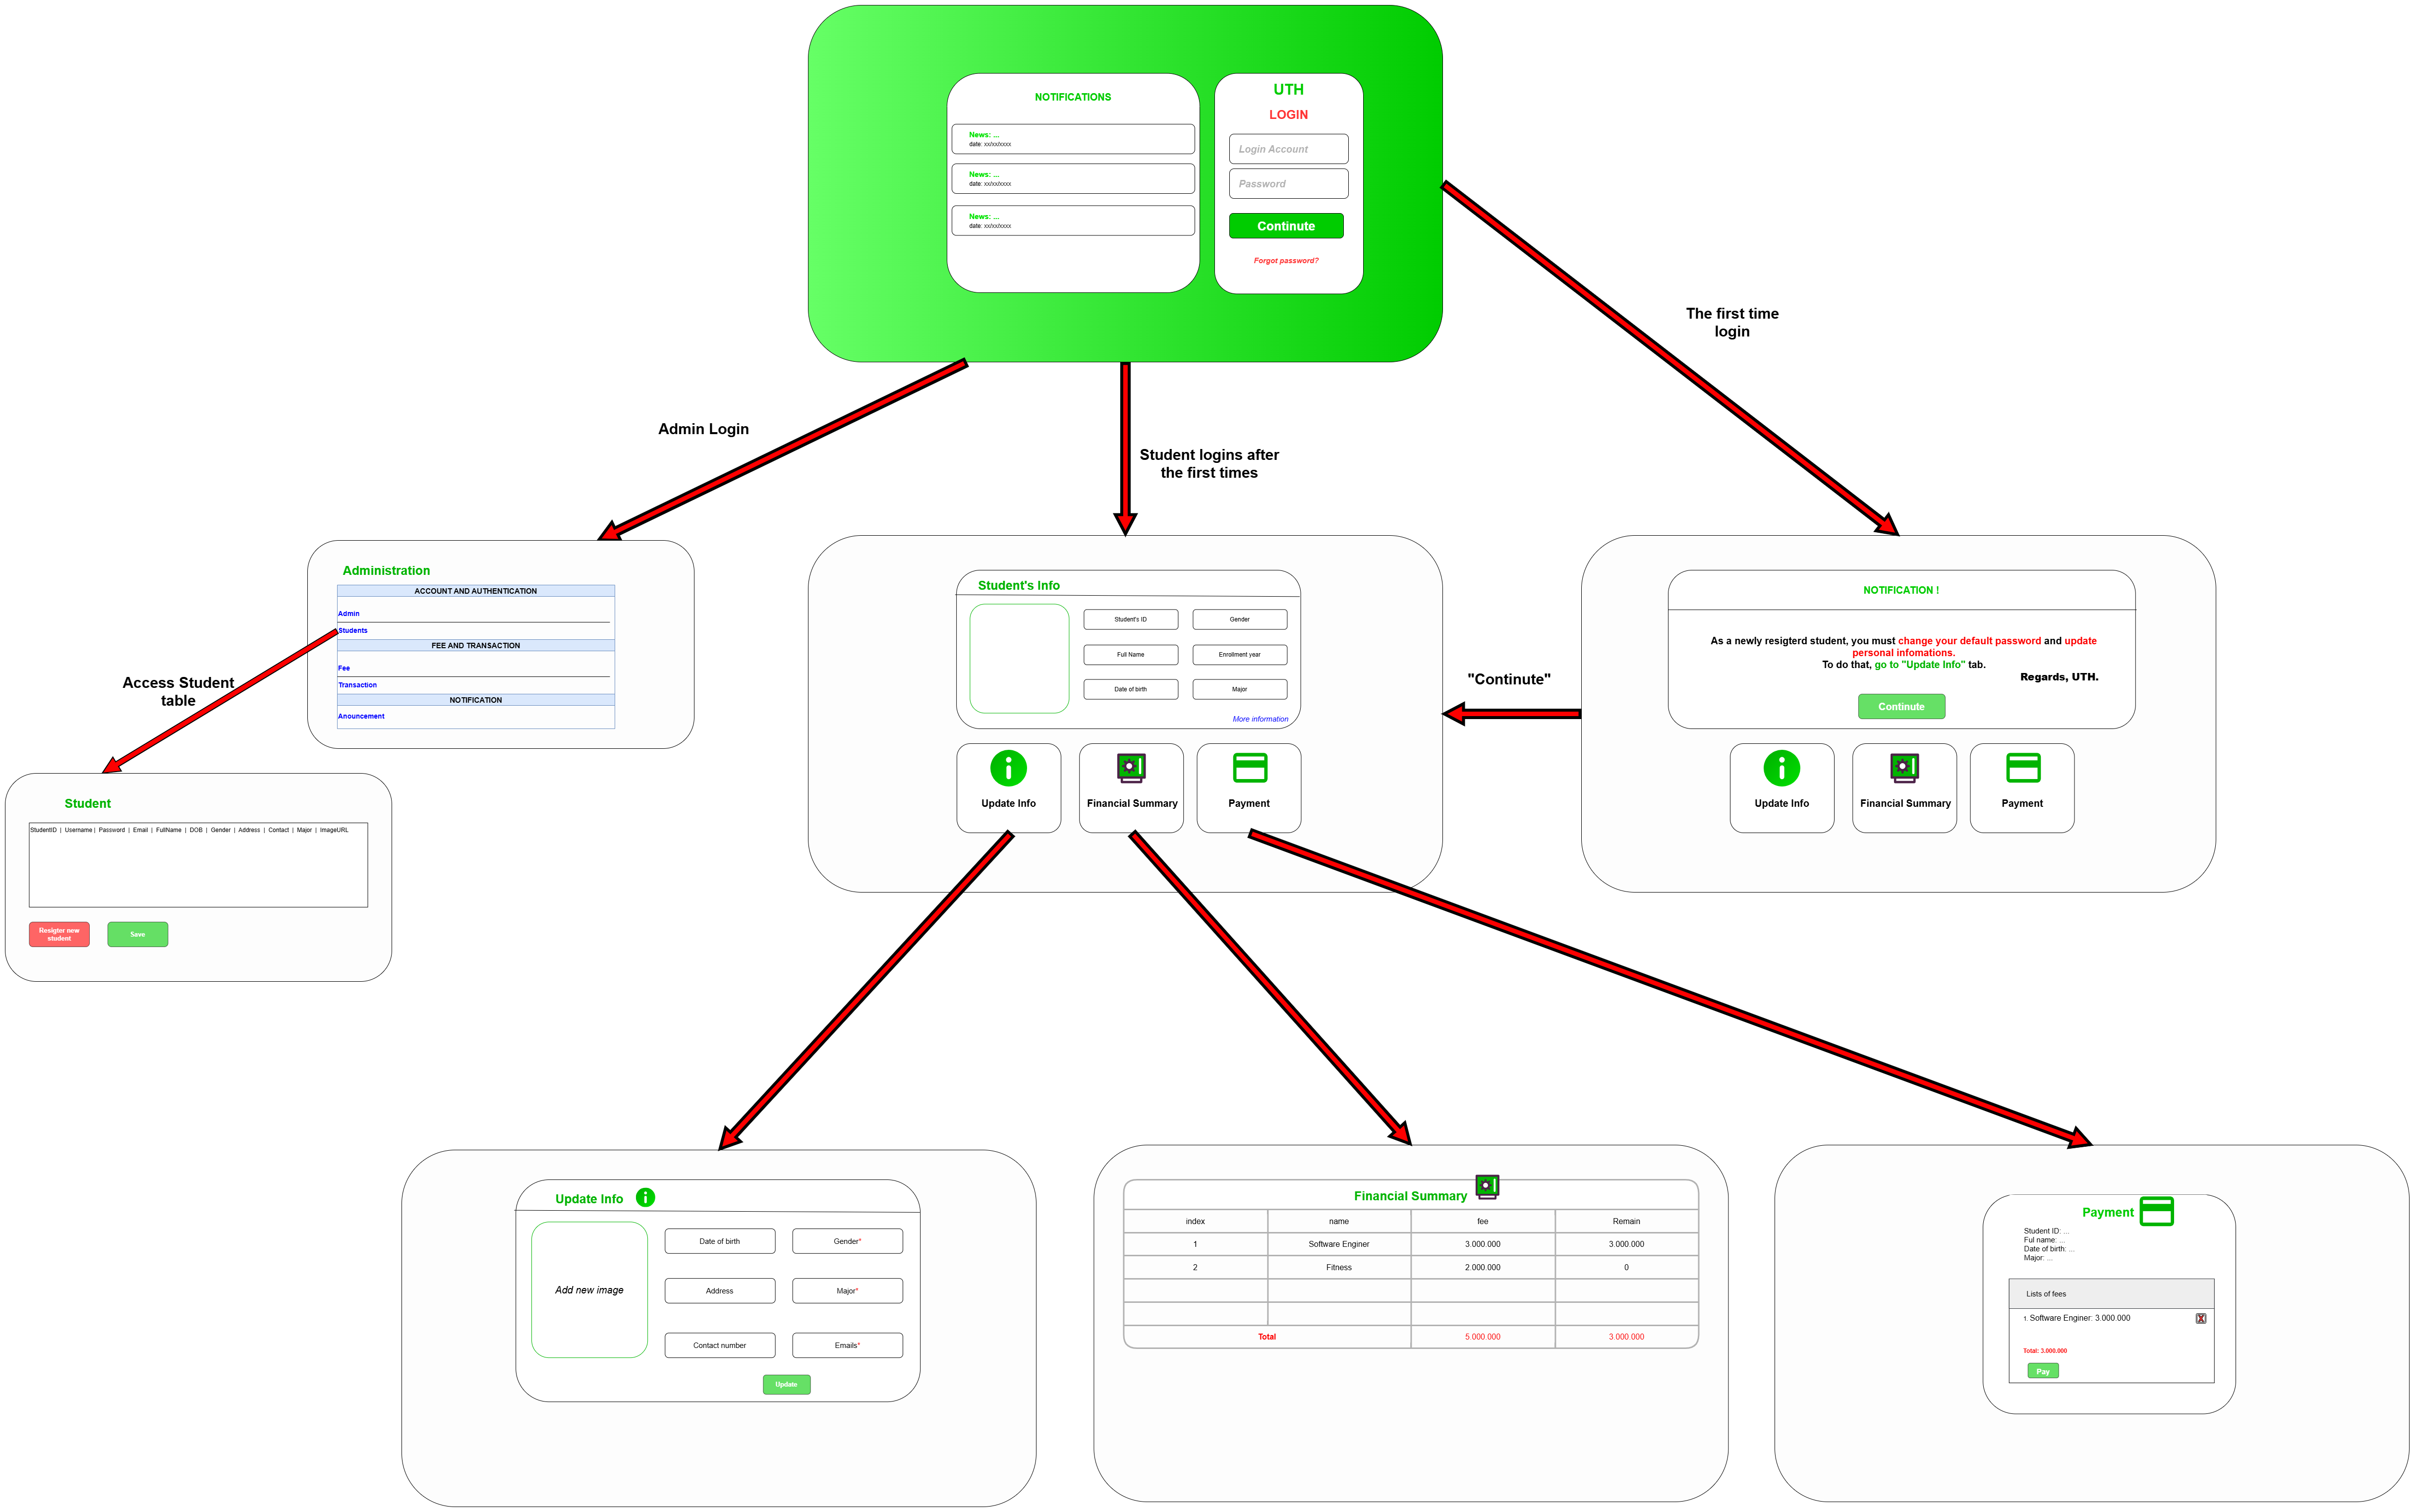 NOTIFICATIONS
News: ...
date: xx/xx/xxxx
News: ...
date: xx/xx/xxxx
News: ...
date: xx/xx/xxxx
UTH
LOGIN
Login Account
Password
Continute
Forgot password?
The first time
login
Admin Login
Student logins after
the first times
Administration
ACCOUNT AND AUTHENTICATION
Admin
Students
FEE AND TRANSACTION
Fee
Transaction
NOTIFICATION
Anouncement
Access Student
table
Student
StudentID | Username | Password | Email | FullName | DOB | Gender | Address | Contact | Major | ImageURL
Resigter new
student
Save
Student's Info
Student's ID
Gender
Full Name
Enrollment year
Date of birth
Major
More information
Update Info
Financial Summary
Payment
"Continute"
NOTIFICATION !
As a newly resigterd student, you must change your default password and update
personal infomations.
To do that, go to "Update Info" tab.
Regards, UTH.
Continute
Update Info
Financial Summary
Payment
Update Info
Add new image
Date of birth
Gender*
Address
Major*
Contact number
Emails*
Update
Financial Summary
index name fee Remain
1 Software Enginer 3.000.000 3.000.000
2 Fitness 2.000.000 0
Total 5.000.000 3.000.000
Payment
Student ID: ...
Ful name: ...
Date of birth: ...
Major: ...
Lists of fees
1. Software Enginer: 3.000.000
X
Total: 3.000.000
Pay